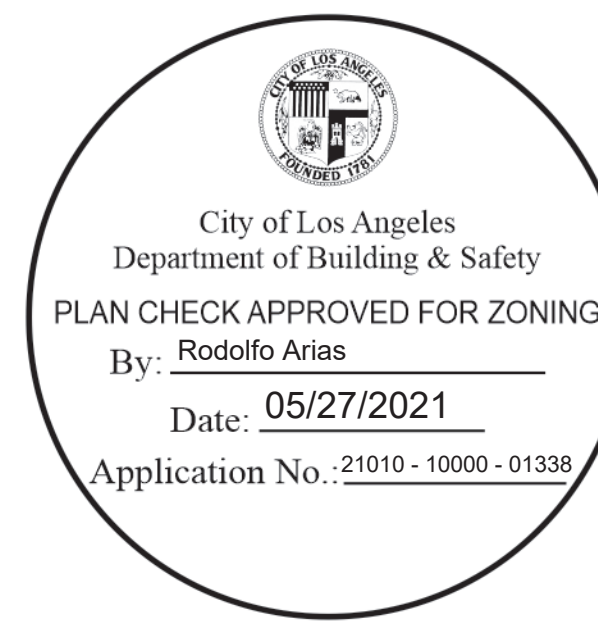 CITY OF LOS ANGELES
FOUNDED 1781
City of Los Angeles
Department of Building & Safety
PLAN CHECK APPROVED FOR ZONING
By: Rodolfo Arias
Date: 05/27/2021
Application No.: 21010 - 10000 - 01338